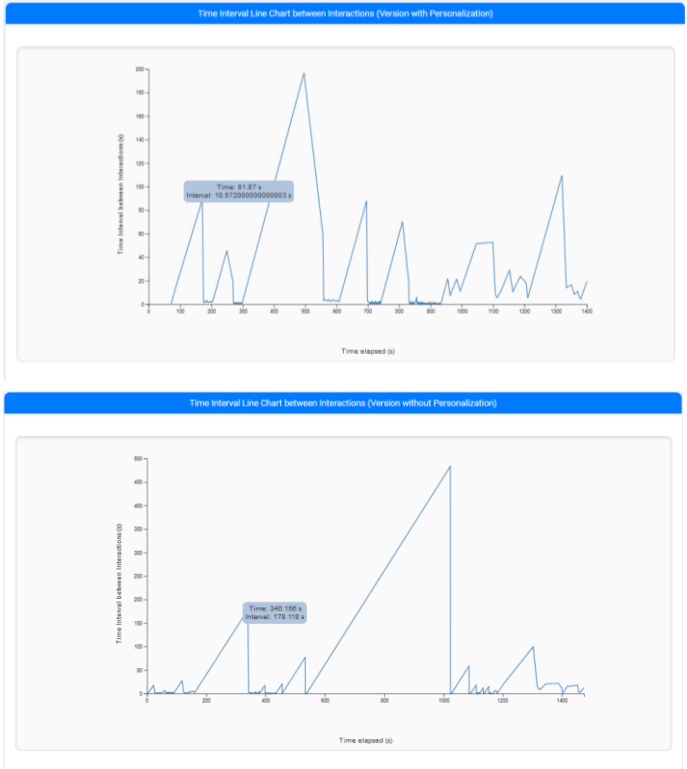 Time Interval Line Chart between Interactions (Version with Personalization)
Time Interval between Interactions(s)
200
180
160
140
120
100
80
60
40
20
0
Time: 81.87 s
Interval: 10.572000000000003 s
0 100 200 300 400 500 600 700 800 900 1000 1100 1200 1300 1400
Time elapsed (s)
Time Interval Line Chart between Interactions (Version without Personalization)
Time Interval between Interactions(s)
500
450
400
350
300
250
200
150
100
50
0
Time: 340.156 s
Interval: 178.118 s
0 200 400 600 800 1000 1200 1400
Time elapsed (s)